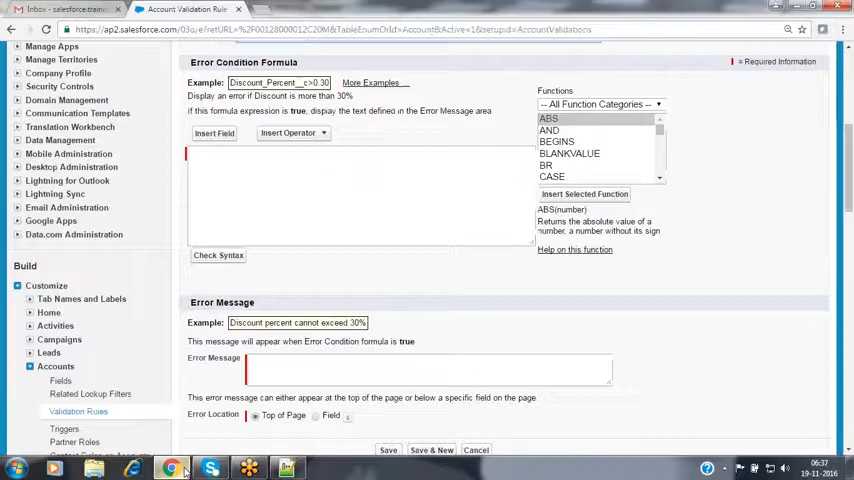 Inbox - salesforce.trainin
Account Validation Rule
https://ap2.salesforce.com/03d/e?retURL=%2F00128000000M2mk%2D&TableEnumOrId=Account&Active=1&setupid=AccountValidations
Manage Apps
Manage Territories
Company Profile
Security Controls
Domain Management
Communication Templates
Translation Workbench
Data Management
Mobile Administration
Desktop Administration
Lightning for Outlook
Lightning Sync
Email Administration
Google Apps
Data.com Administration
Build
Customize
Tab Names and Labels
Home
Activities
Campaigns
Leads
Accounts
Fields
Related Lookup Filters
Validation Rules
Triggers
Partner Roles
Error Condition Formula
= Required Information
Example: Discount_Percent__c>0.30 More Examples ...
Display an error if Discount is more than 30%
if this formula expression is true, display the text defined in the Error Message area
Insert Field Insert Operator
Check Syntax
Functions
-- All Function Categories --
ABS
AND
BEGINS
BLANKVALUE
BR
CASE
Insert Selected Function
ABS(number)
Returns the absolute value of a
number, a number without its sign
Help on this function
Error Message
Example: Discount percent cannot exceed 30%
This message will appear when Error Condition formula is true
Error Message
This error message can either appear at the top of the page or below a specific field on the page
Error Location Top of Page Field i
Save Save & New Cancel
06:37
19-11-2016